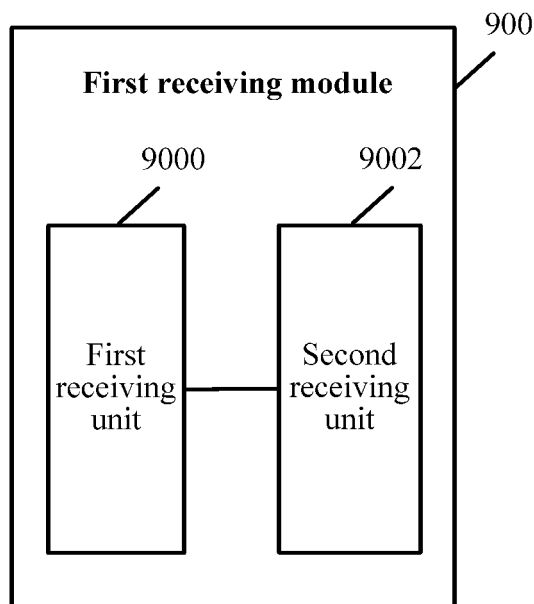 900
First receiving module
9000
9002
First
receiving
unit
Second
receiving
unit